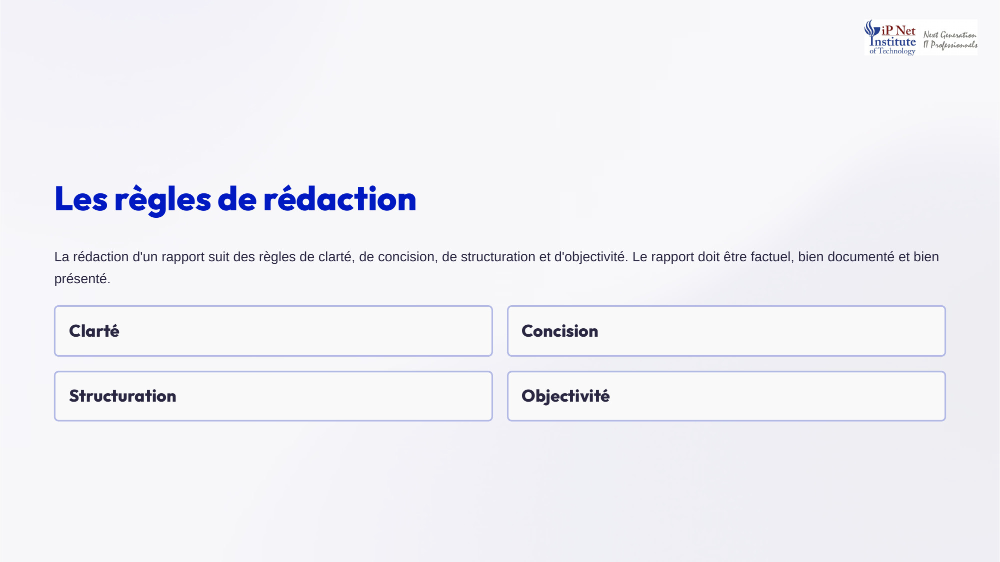 iP Net
Institute
of Technology
Next Generation
IT Professionnels
Les règles de rédaction
La rédaction d'un rapport suit des règles de clarté, de concision, de structuration et d'objectivité. Le rapport doit être factuel, bien documenté et bien
présenté.
Clarté
Concision
Structuration
Objectivité